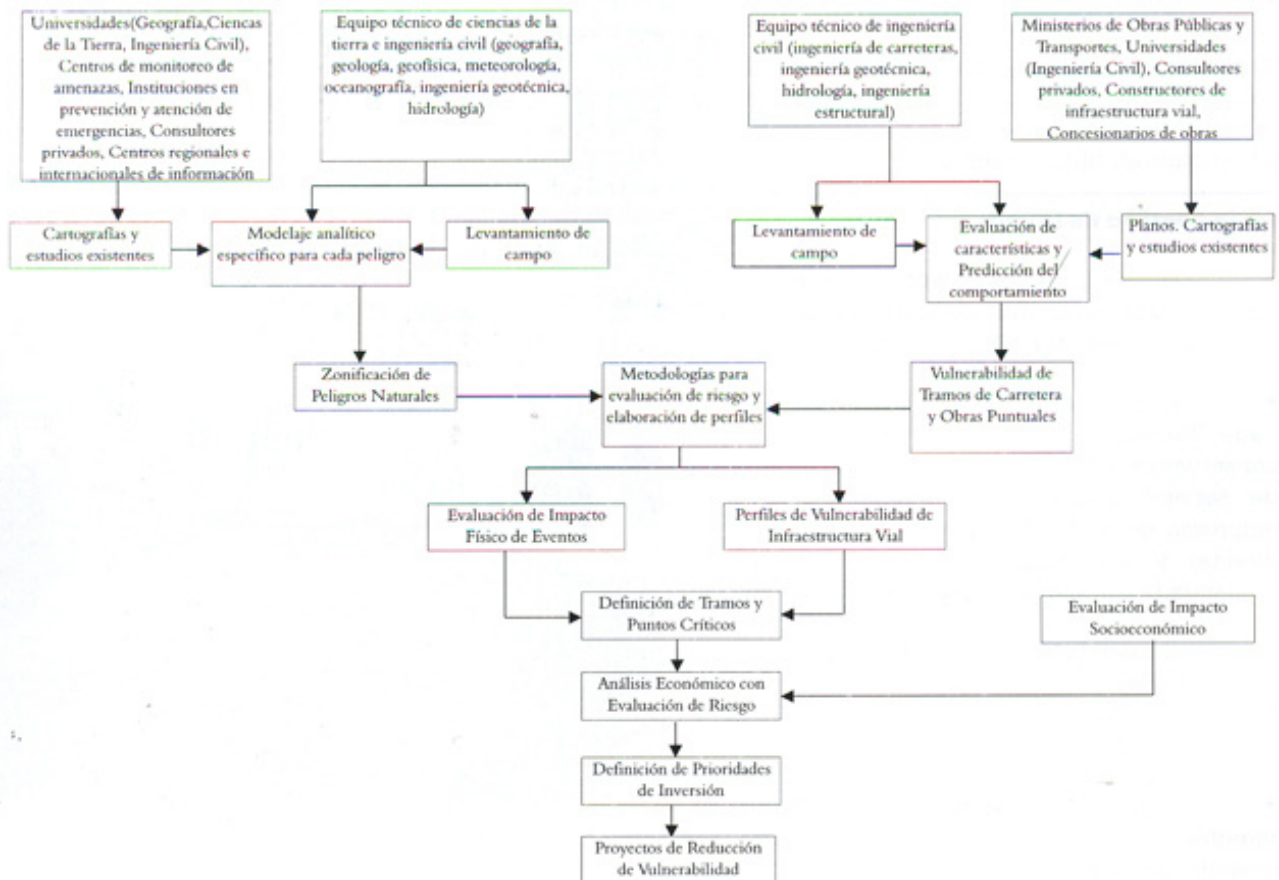 Universidades(Geografía,Ciencas
de la Tierra, Ingeniería Civil),
Centros de monitoreo de
amenazas, Instituciones en
prevención y atención de
emergencias, Consultores
privados, Centros regionales e
internacionales de información
Equipo técnico de ciencias de la
tierra e ingeniería civil (geografía,
geología, geofísica, meteorología,
oceanografía, ingeniería geotécnica,
hidrología)
Equipo técnico de ingeniería
civil (ingeniería de carreteras,
ingeniería geotécnica,
hidrología, ingeniería
estructural)
Ministerios de Obras Públicas y
Transportes, Universidades
(Ingeniería Civil), Consultores
privados, Constructores de
infraestructura vial,
Concesionarios de obras
Cartografías y
estudios existentes
Modelaje analítico
específico para cada peligro
Levantamiento de
campo
Levantamiento de
campo
Evaluación de
características y
Predicción del
comportamiento
Planos. Cartografías
y estudios existentes
Zonificación de
Peligros Naturales
Metodologías para
evaluación de riesgo y
elaboración de perfiles
Vulnerabilidad de
Tramos de Carretera
y Obras Puntuales
Evaluación de Impacto
Físico de Eventos
Perfiles de Vulnerabilidad de
Infraestructura Vial
Definición de Tramos y
Puntos Críticos
Evaluación de Impacto
Socioeconómico
Análisis Económico con
Evaluación de Riesgo
Definición de Prioridades
de Inversión
Proyectos de Reducción
de Vulnerabilidad